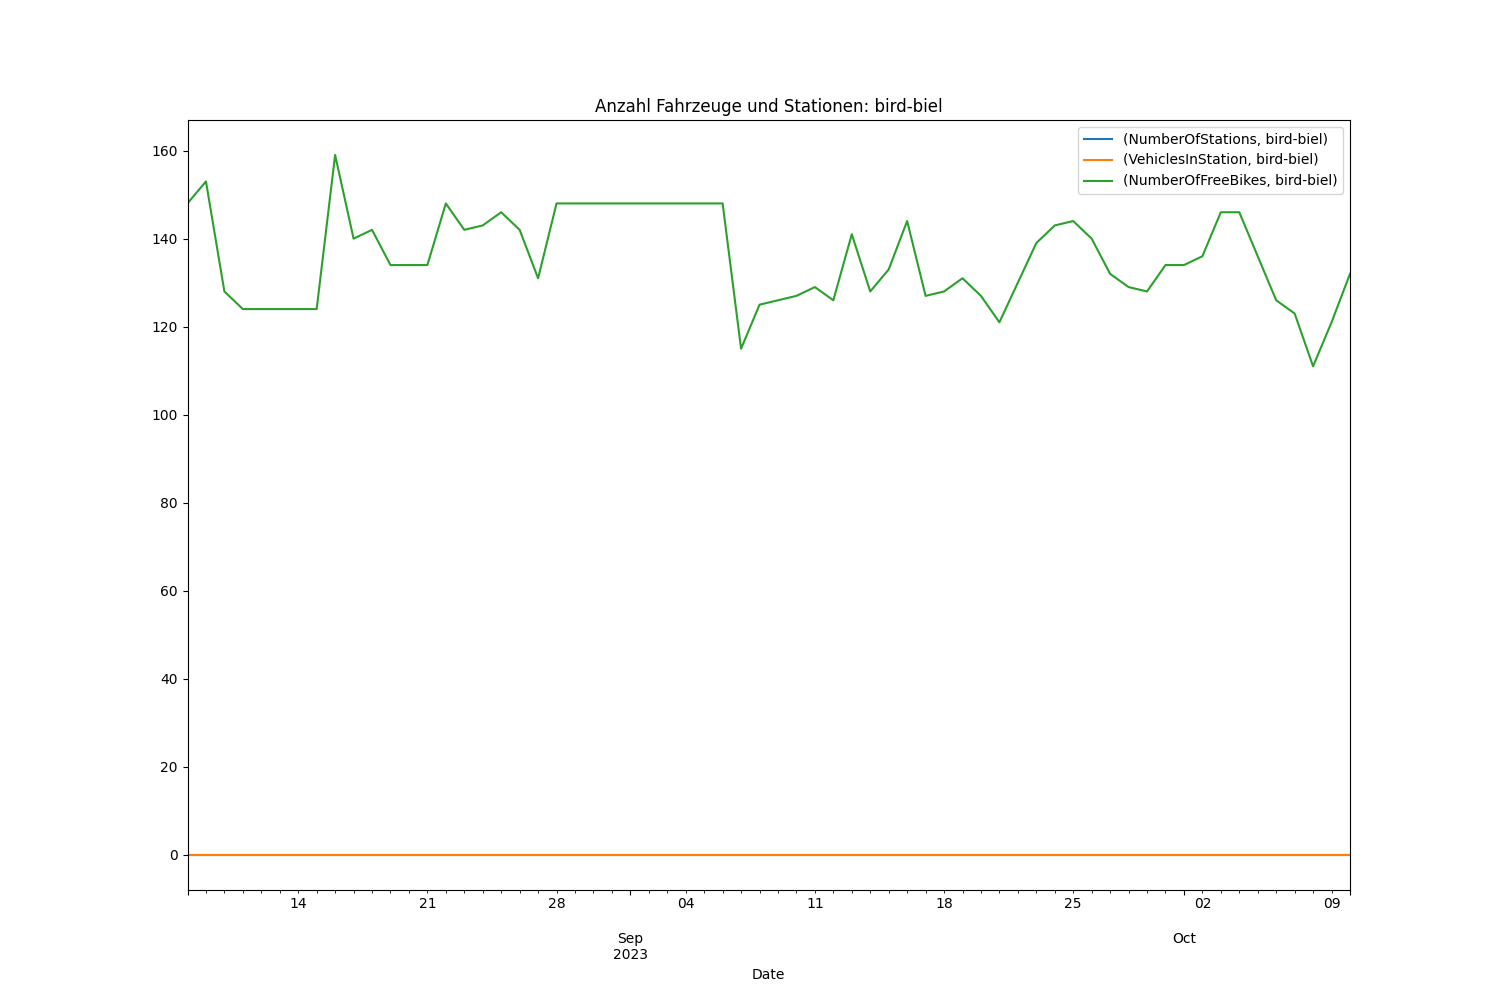 Anzahl Fahrzeuge und Stationen: bird-biel
(NumberOfStations, bird-biel)
(VehiclesInStation, bird-biel)
(NumberOfFreeBikes, bird-biel)
160
140
120
100
80
60
40
20
0
14 21 28 04 11 18 25 02 09
Sep Oct
2023
Date